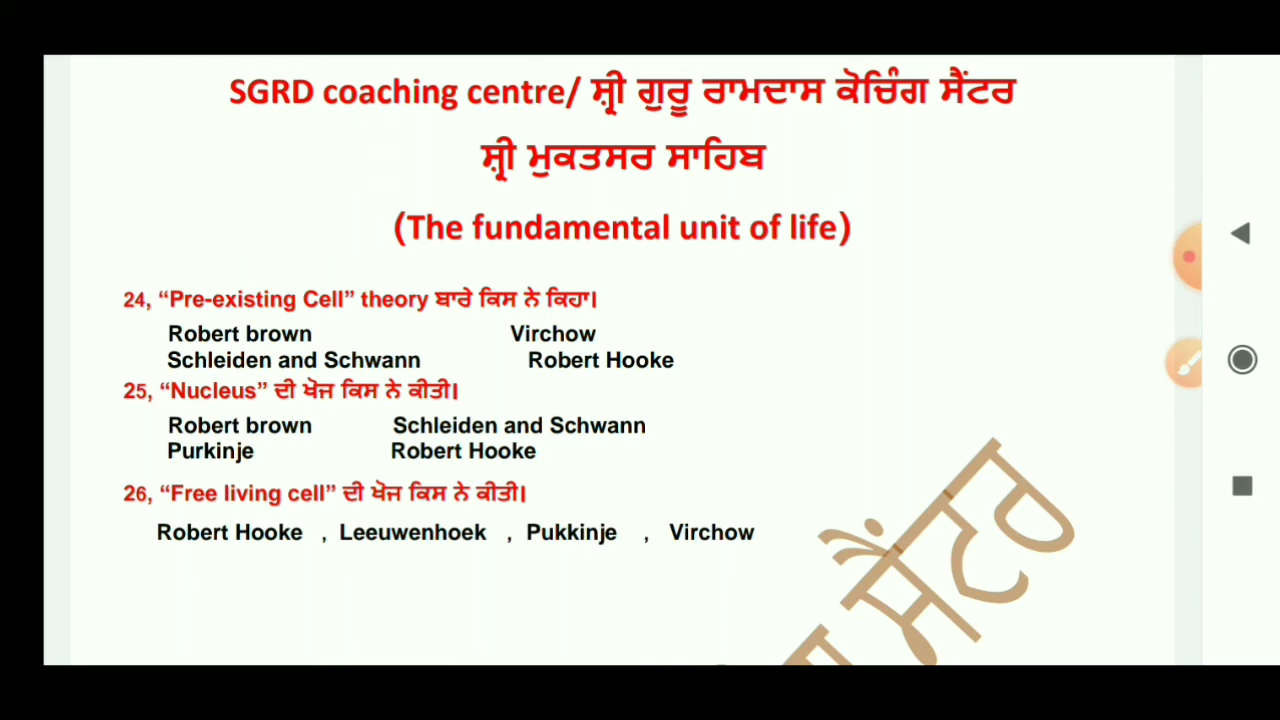 SGRD coaching centre/ ਸ਼੍ਰੀ ਗੁਰੂ ਰਾਮਦਾਸ ਕੋਚਿੰਗ ਸੈਂਟਰ
ਸ਼੍ਰੀ ਮੁਕਤਸਰ ਸਾਹਿਬ
(The fundamental unit of life)
24, “Pre-existing Cell” theory ਬਾਰੇ ਕਿਸ ਨੇ ਕਿਹਾ।
Robert brown Virchow
Schleiden and Schwann Robert Hooke
25, “Nucleus” ਦੀ ਖੋਜ ਕਿਸ ਨੇ ਕੀਤੀ।
Robert brown Schleiden and Schwann
Purkinje Robert Hooke
26, “Free living cell” ਦੀ ਖੋਜ ਕਿਸ ਨੇ ਕੀਤੀ।
Robert Hooke , Leeuwenhoek , Pukkinje , Virchow
ਸੈਂਟਰ